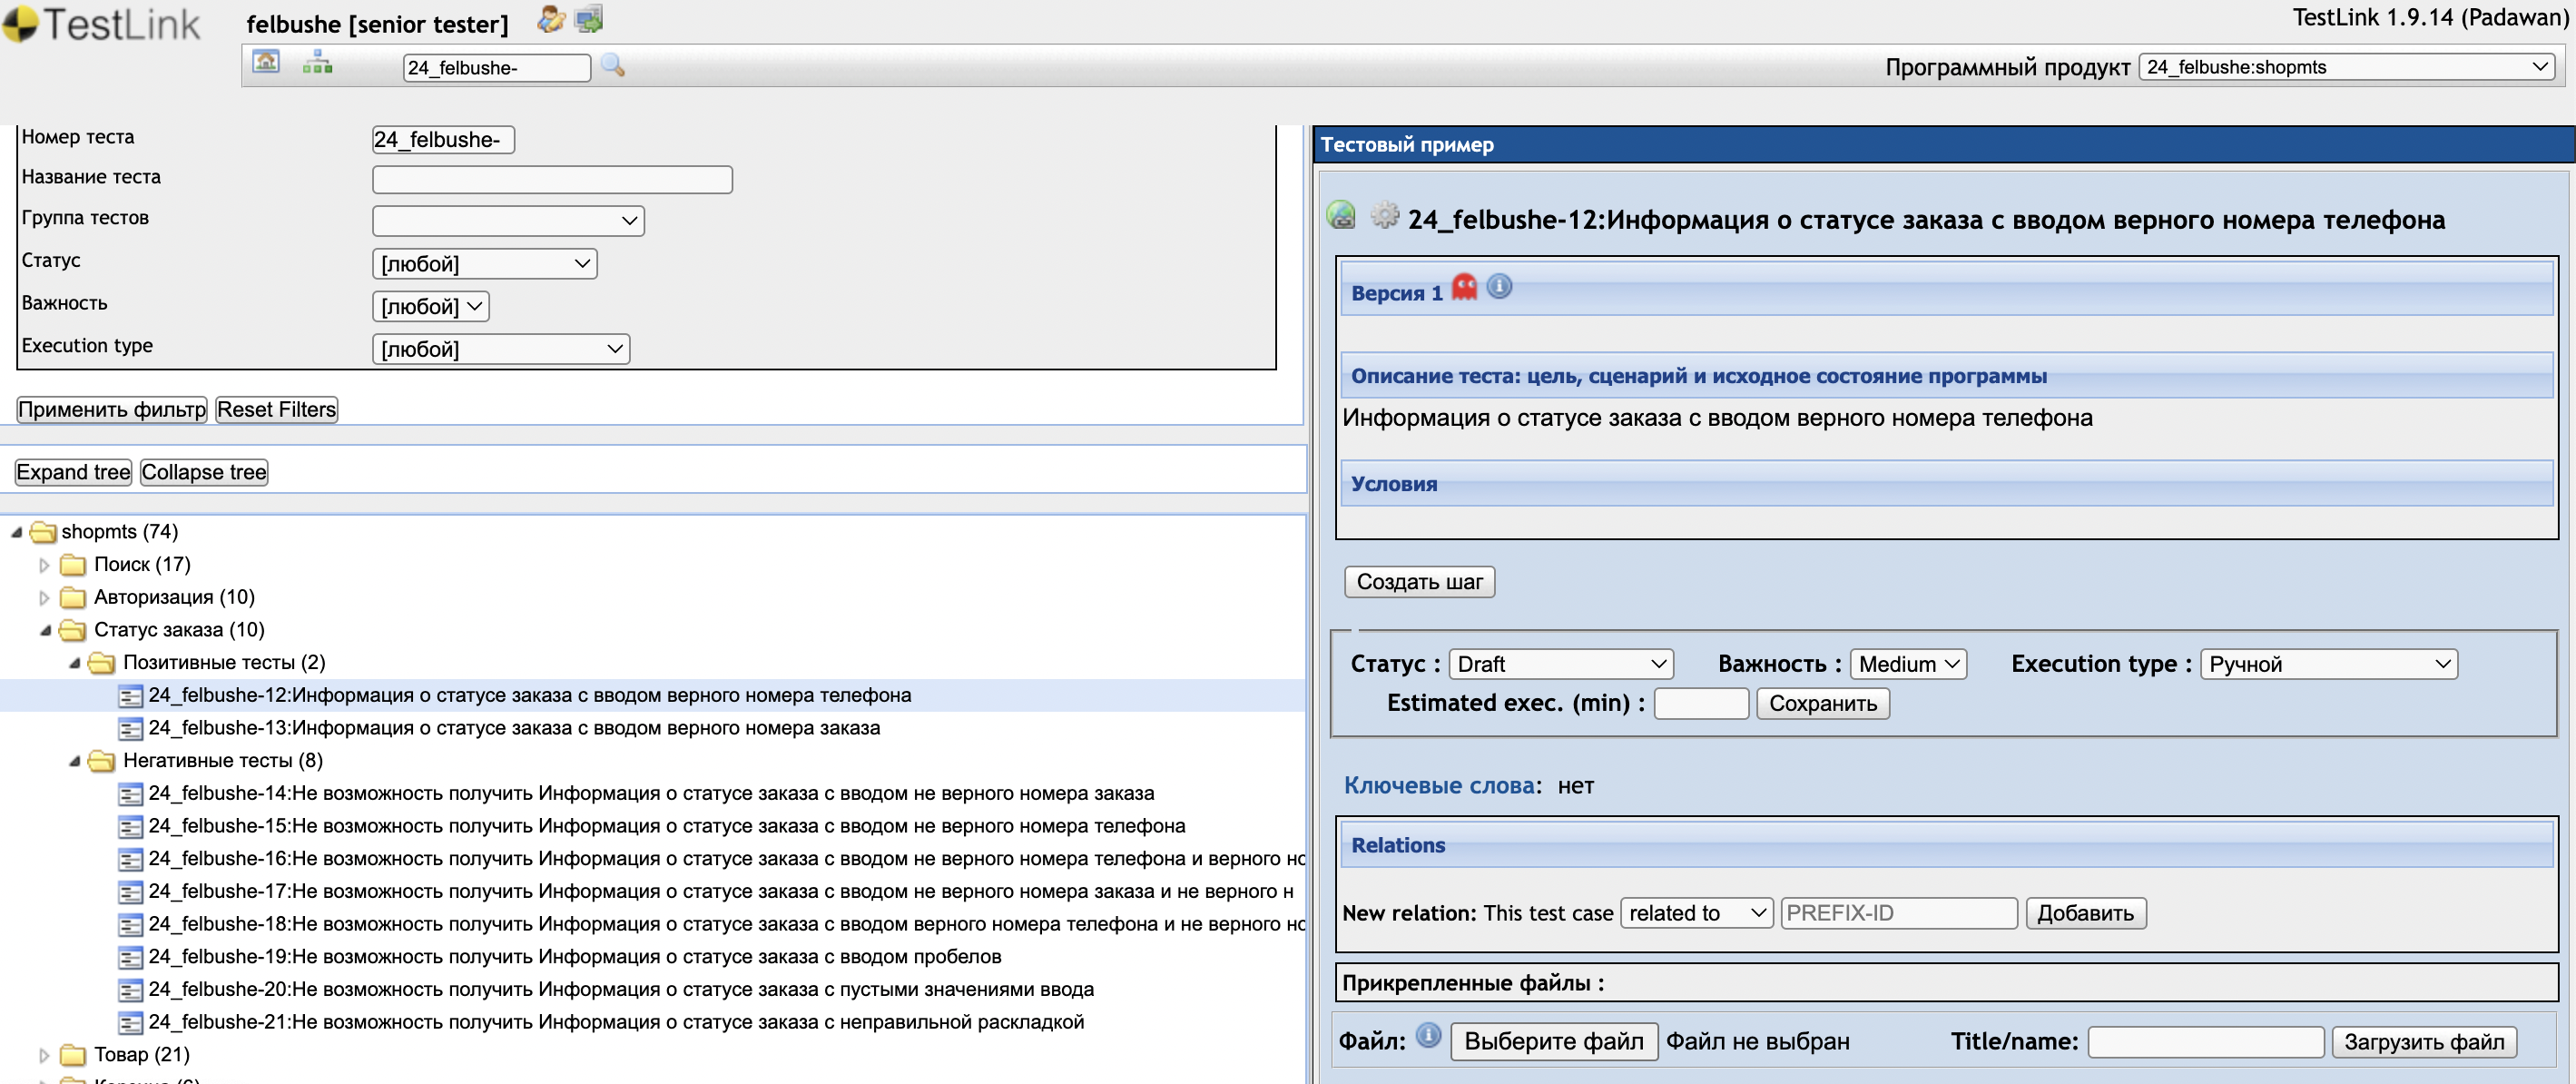 TestLink
felbushe [senior tester]
TestLink 1.9.14 (Padawan)
24_felbushe-
Программный продукт 24_felbushe:shopmts
Номер теста 24_felbushe-
Название теста
Группа тестов
Статус [любой]
Важность [любой]
Execution type [любой]
Применить фильтр Reset Filters
Expand tree Collapse tree
shopmts (74)
Поиск (17)
Авторизация (10)
Статус заказа (10)
Позитивные тесты (2)
24_felbushe-12:Информация о статусе заказа с вводом верного номера телефона
24_felbushe-13:Информация о статусе заказа с вводом верного номера заказа
Негативные тесты (8)
24_felbushe-14:Не возможность получить Информация о статусе заказа с вводом не верного номера заказа
24_felbushe-15:Не возможность получить Информация о статусе заказа с вводом не верного номера телефона
24_felbushe-16:Не возможность получить Информация о статусе заказа с вводом не верного номера телефона и верного
24_felbushe-17:Не возможность получить Информация о статусе заказа с вводом не верного номера заказа и не верного н
24_felbushe-18:Не возможность получить Информация о статусе заказа с вводом верного номера телефона и не верного
24_felbushe-19:Не возможность получить Информация о статусе заказа с вводом пробелов
24_felbushe-20:Не возможность получить Информация о статусе заказа с пустыми значениями ввода
24_felbushe-21:Не возможность получить Информация о статусе заказа с неправильной раскладкой
Товар (21)
Тестовый пример
24_felbushe-12:Информация о статусе заказа с вводом верного номера телефона
Версия 1
Описание теста: цель, сценарий и исходное состояние программы
Информация о статусе заказа с вводом верного номера телефона
Условия
Создать шаг
Статус : Draft Важность : Medium Execution type : Ручной
Estimated exec. (min) : Сохранить
Ключевые слова: нет
Relations
New relation: This test case related to PREFIX-ID Добавить
Прикрепленные файлы :
Файл: Выберите файл Файл не выбран Title/name: Загрузить файл